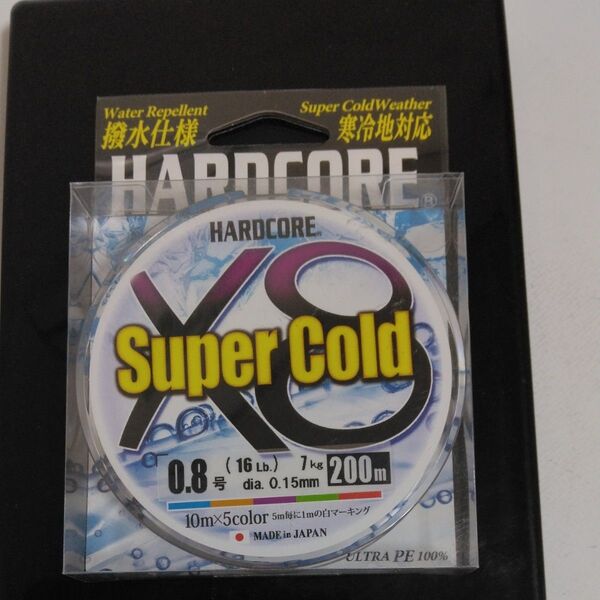 Water Repellent
撥水仕様
Super ColdWeather
寒冷地対応
HARDCORE®
HARDCORE®
X8
Super Cold
0.8号 (16Lb.) 7kg dia. 0.15mm 200m
10m×5color 5m毎に1mの白マーキング
MADE in JAPAN
ULTRA PE 100%